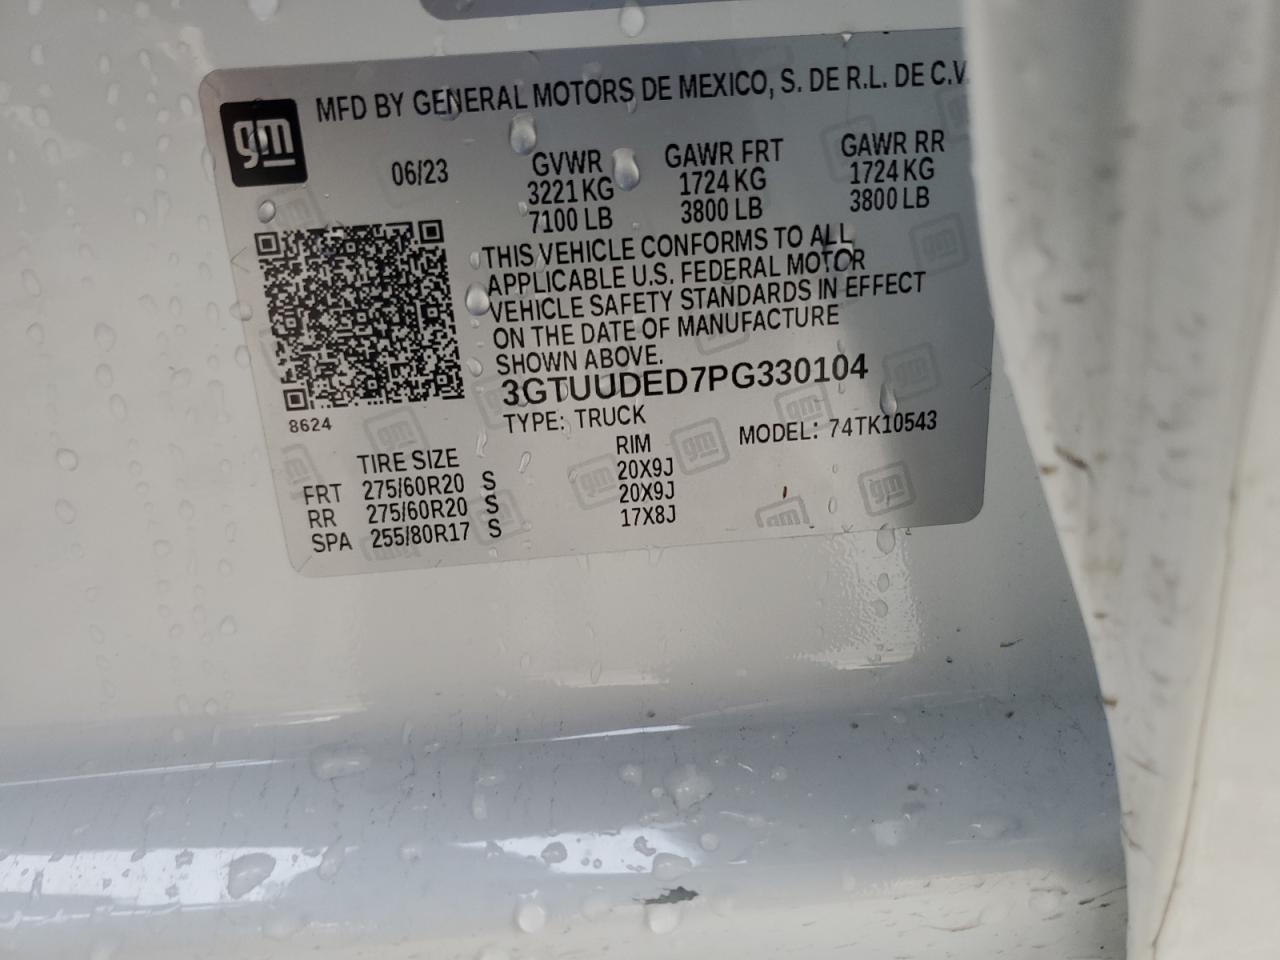 MFD BY GENERAL MOTORS DE MEXICO, S. DE R.L. DE C.V.
gm
06/23
GVWR GAWR FRT GAWR RR
3221 KG 1724 KG 1724 KG
7100 LB 3800 LB 3800 LB
THIS VEHICLE CONFORMS TO ALL
APPLICABLE U.S. FEDERAL MOTOR
VEHICLE SAFETY STANDARDS IN EFFECT
ON THE DATE OF MANUFACTURE
SHOWN ABOVE.
3GTUUDED7PG330104
8624
TYPE: TRUCK MODEL: 74TK10543
TIRE SIZE RIM
FRT 275/60R20 S 20X9J
RR 275/60R20 S 20X9J
SPA 255/80R17 S 17X8J